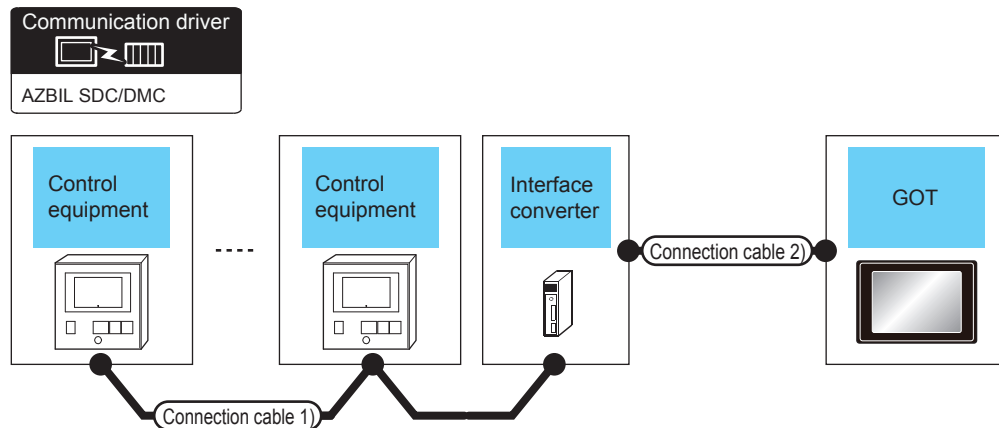 Communication driver
AZBIL SDC/DMC
Control
equipment
Control
equipment
Interface
converter
GOT
Connection cable 2)
Connection cable 1)